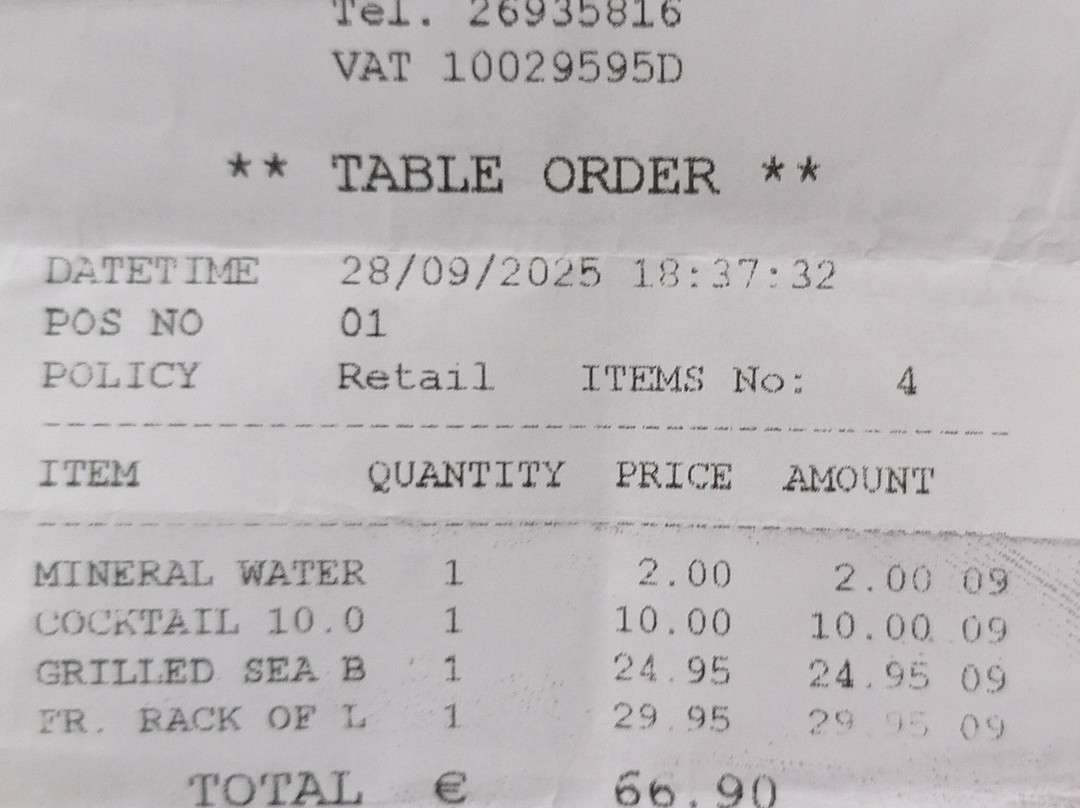 Tel. 26935816
VAT 10029595D
** TABLE ORDER **
DATETIME 28/09/2025 18:37:32
POS NO 01
POLICY Retail ITEMS No: 4
ITEM QUANTITY PRICE AMOUNT
MINERAL WATER 1 2.00 2.00 09
COCKTAIL 10.0 1 10.00 10.00 09
GRILLED SEA B 1 24.95 24.95 09
FR. RACK OF L 1 29.95 29.95 09
TOTAL € 66.90